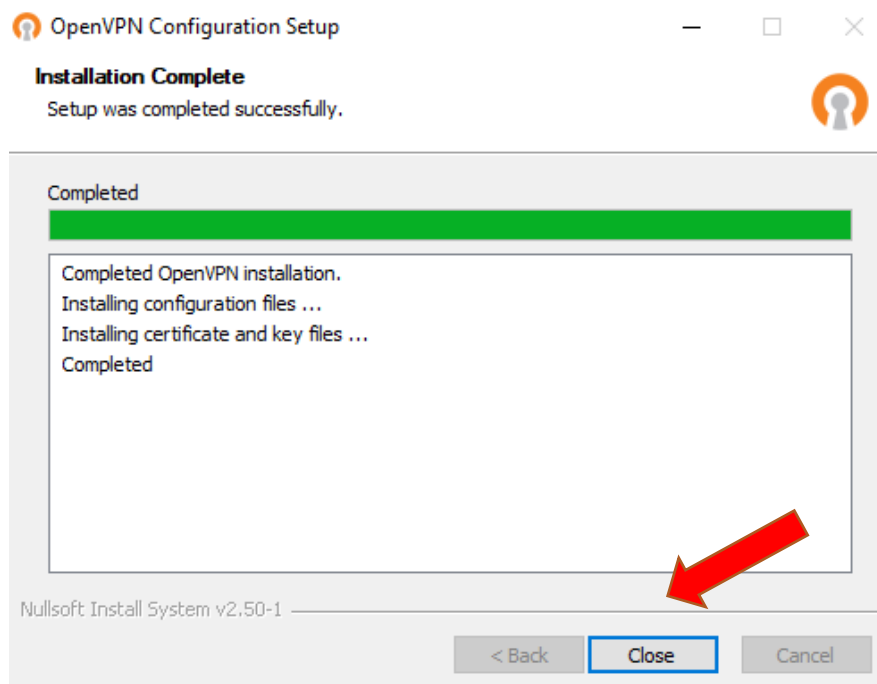 OpenVPN Configuration Setup
Installation Complete
Setup was completed successfully.
Completed
Completed OpenVPN installation.
Installing configuration files ...
Installing certificate and key files ...
Completed
Nullsoft Install System v2.50-1
< Back Close Cancel